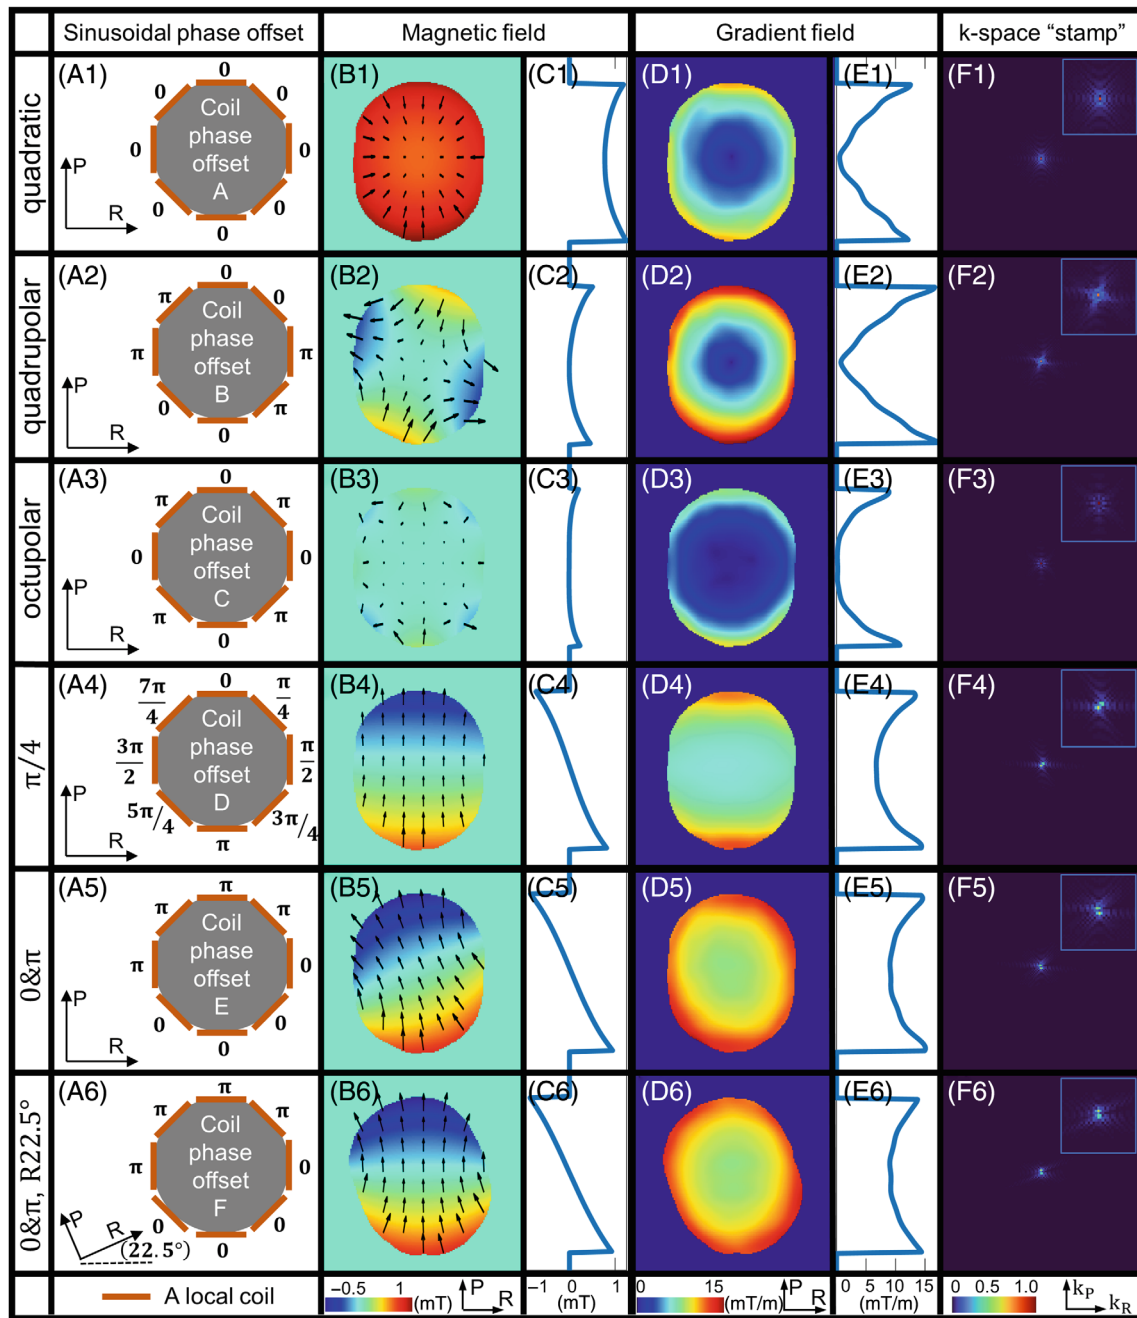 Sinusoidal phase offset
Magnetic field
Gradient field
k-space “stamp”
quadratic
(A1)
0
0
0
0
0
0
0
0
Coil
phase
offset
A
P
R
(B1)
(C1)
(D1)
(E1)
(F1)
quadrupolar
(A2)
0
π
0
π
π
0
π
0
Coil
phase
offset
B
P
R
(B2)
(C2)
(D2)
(E2)
(F2)
octupolar
(A3)
0
π
π
0
0
π
π
0
Coil
phase
offset
C
P
R
(B3)
(C3)
(D3)
(E3)
(F3)
π/4
(A4)
7π/4
0
π/4
3π/2
π/2
5π/4
3π/4
π
Coil
phase
offset
D
P
R
(B4)
(C4)
(D4)
(E4)
(F4)
0&π
(A5)
π
π
π
π
0
0
0
0
Coil
phase
offset
E
P
R
(B5)
(C5)
(D5)
(E5)
(F5)
0&π, R22.5°
(A6)
π
π
π
π
0
0
0
0
Coil
phase
offset
F
P
R
(22.5°)
(B6)
(C6)
(D6)
(E6)
(F6)
A local coil
−0.5 1
(mT)
P
R
−1 0 1
(mT)
0 15
(mT/m)
P
R
0 5 10 15
(mT/m)
0 0.5 1.0
k_P
k_R